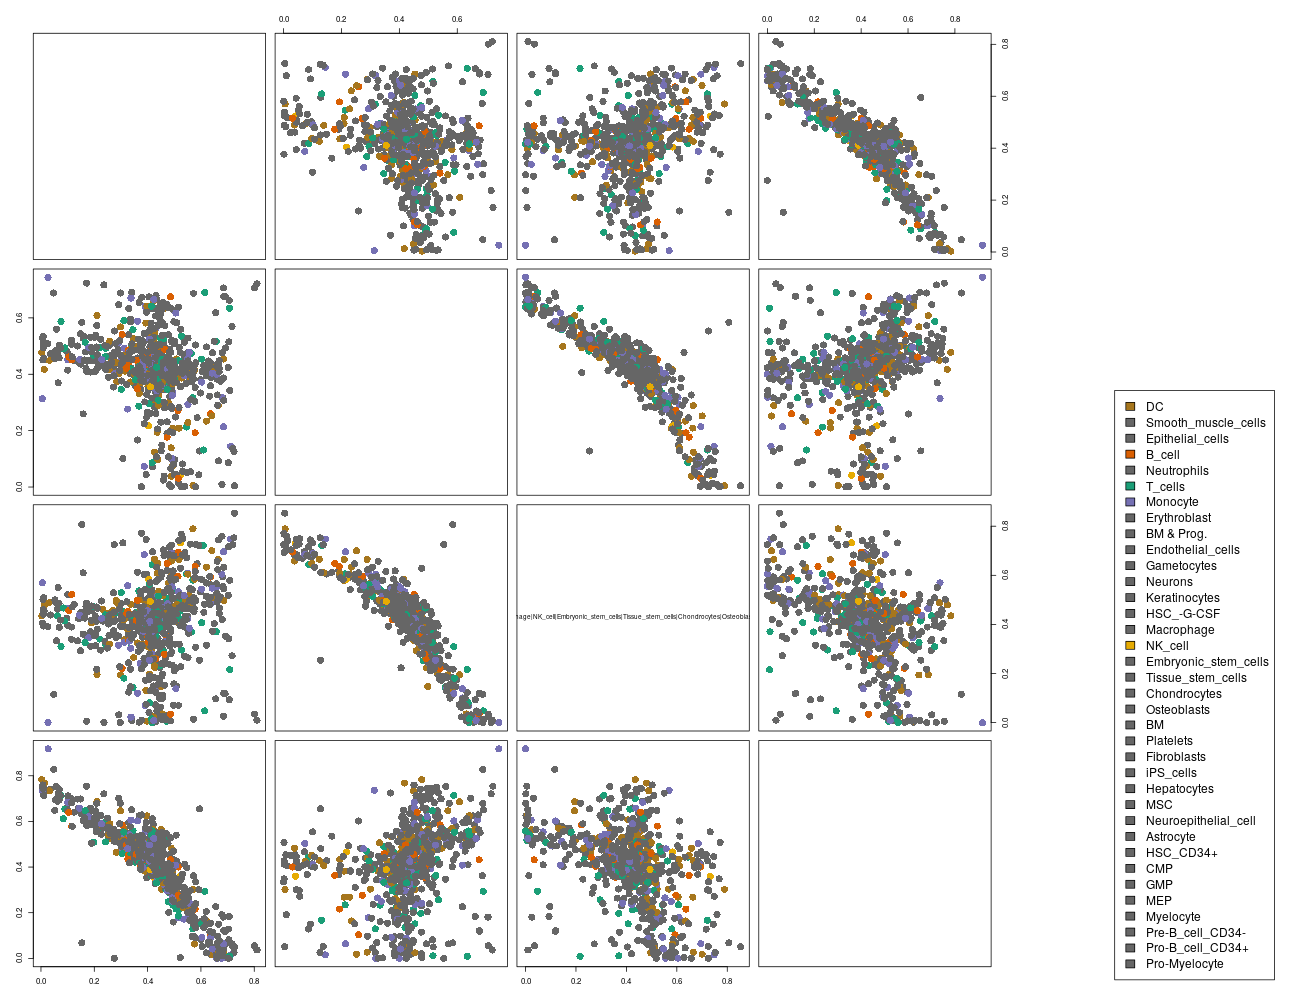 0.0 0.2 0.4 0.6
0.0 0.2 0.4 0.6 0.8
0.8
0.6
0.4
0.2
0.0
0.6
0.4
0.2
0.0
0.8
0.6
0.4
0.2
0.0
hage|NK_cell|Embryonic_stem_cells|Tissue_stem_cells|Chondrocytes|Osteobla
0.8
0.6
0.4
0.2
0.0
0.0 0.2 0.4 0.6 0.8
0.0 0.2 0.4 0.6 0.8
DC
Smooth_muscle_cells
Epithelial_cells
B_cell
Neutrophils
T_cells
Monocyte
Erythroblast
BM & Prog.
Endothelial_cells
Gametocytes
Neurons
Keratinocytes
HSC_-G-CSF
Macrophage
NK_cell
Embryonic_stem_cells
Tissue_stem_cells
Chondrocytes
Osteoblasts
BM
Platelets
Fibroblasts
iPS_cells
Hepatocytes
MSC
Neuroepithelial_cell
Astrocyte
HSC_CD34+
CMP
GMP
MEP
Myelocyte
Pre-B_cell_CD34-
Pro-B_cell_CD34+
Pro-Myelocyte